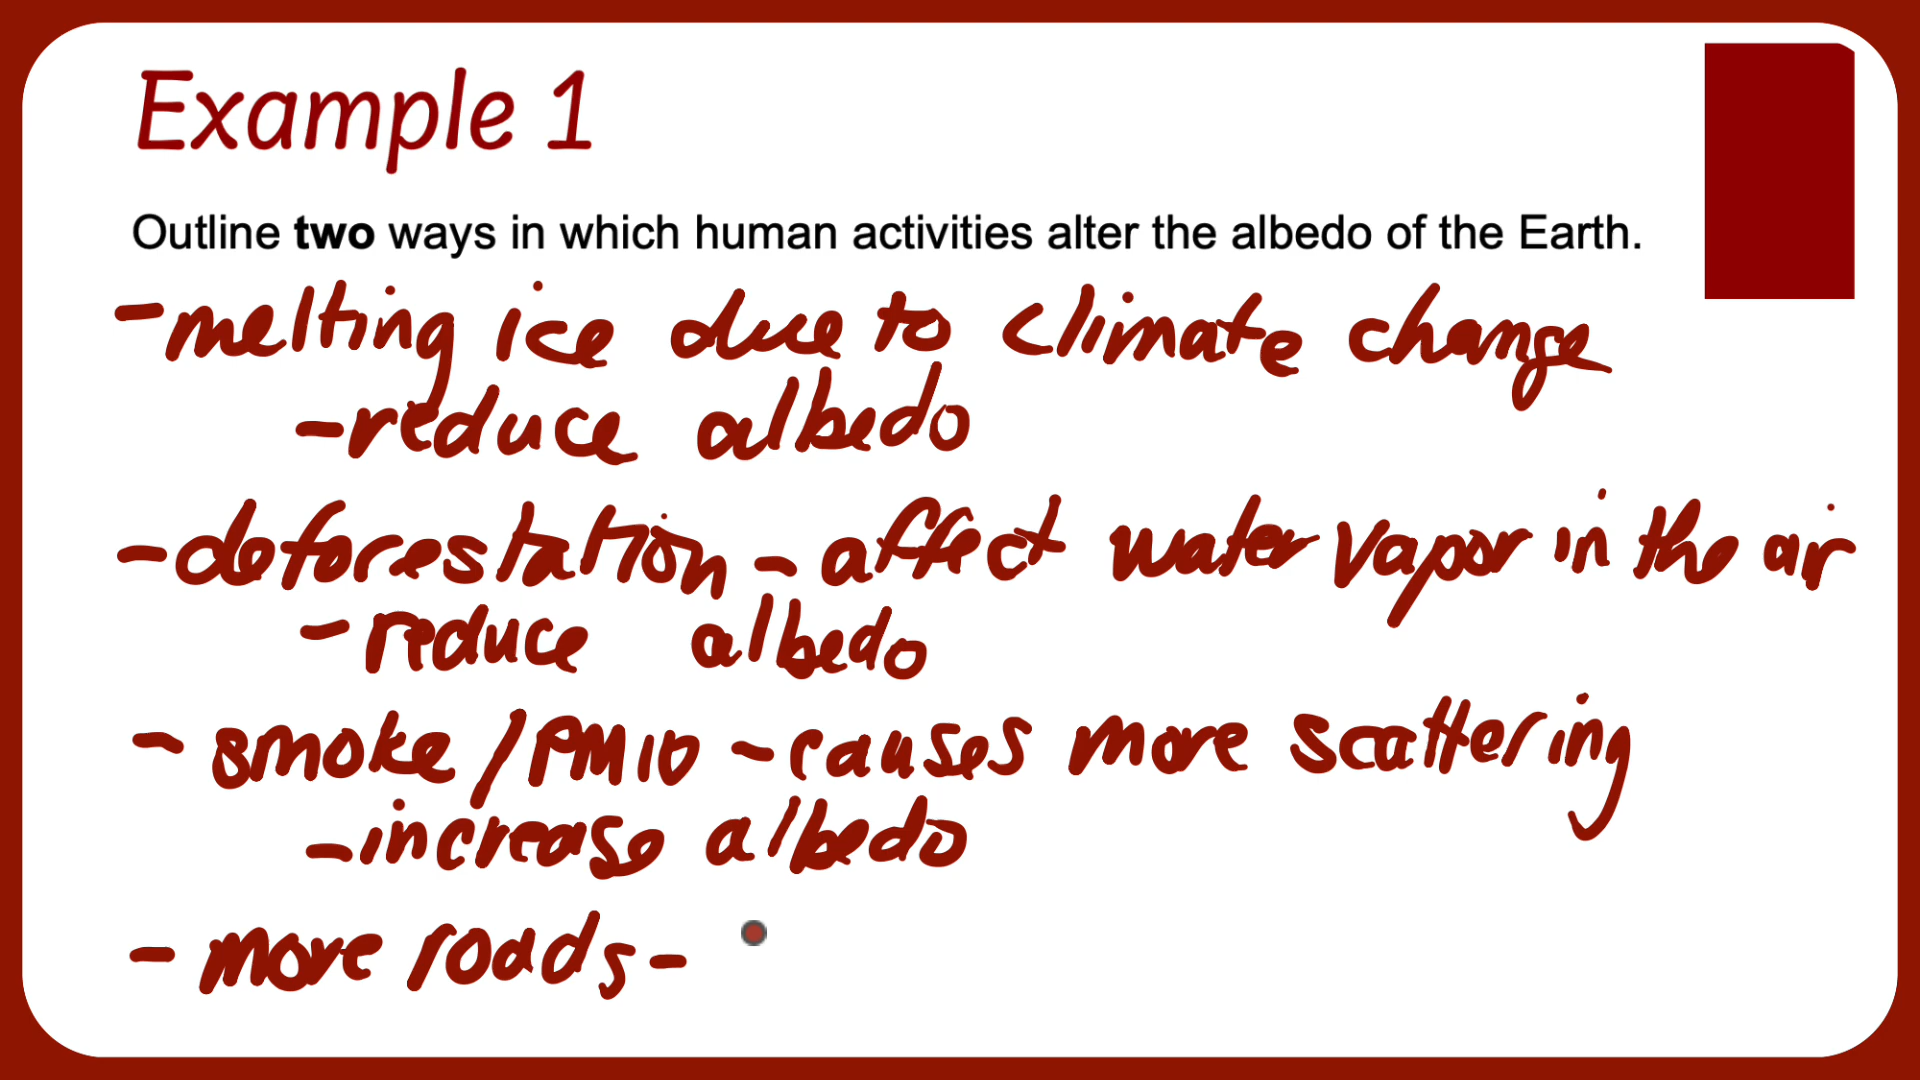 Example 1
Outline two ways in which human activities alter the albedo of the Earth.
- melting ice due to climate change
- reduce albedo
- deforestation - affect water vapor in the air
- reduce albedo
- smoke / PM10 - causes more scattering
- increase albedo
- more roads -